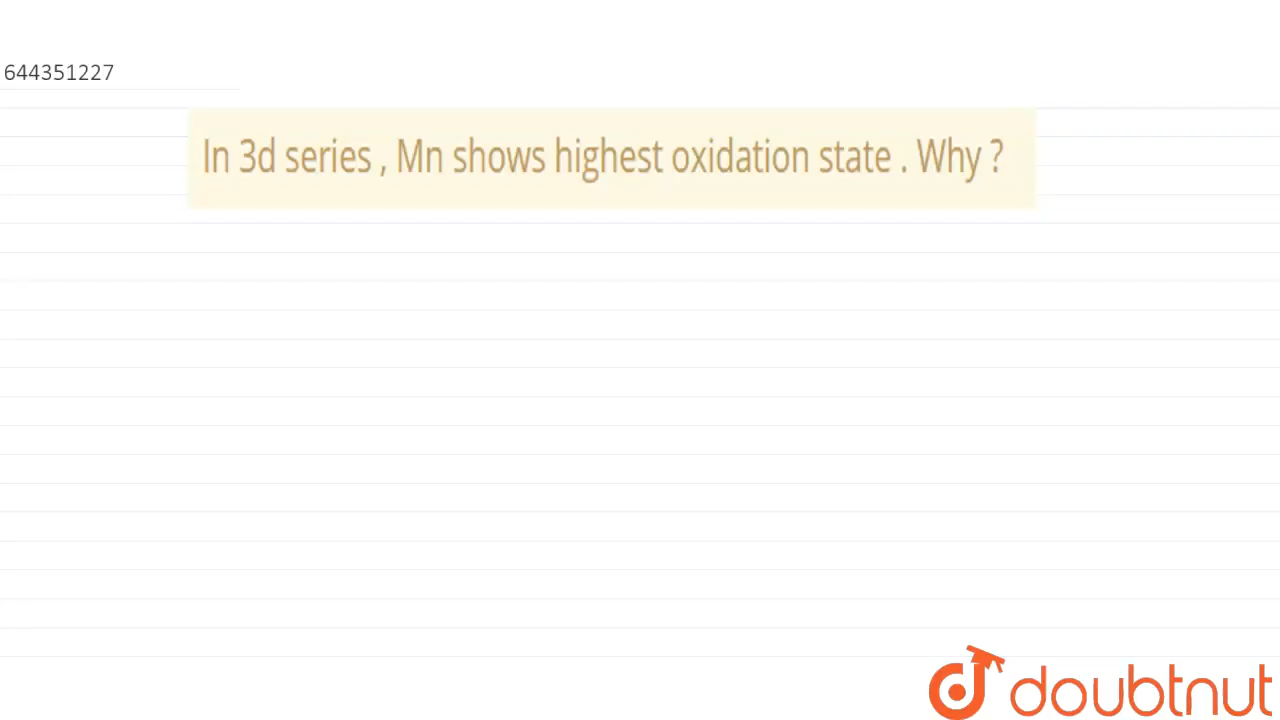 644351227
In 3d series , Mn shows highest oxidation state . Why ?
doubtnut